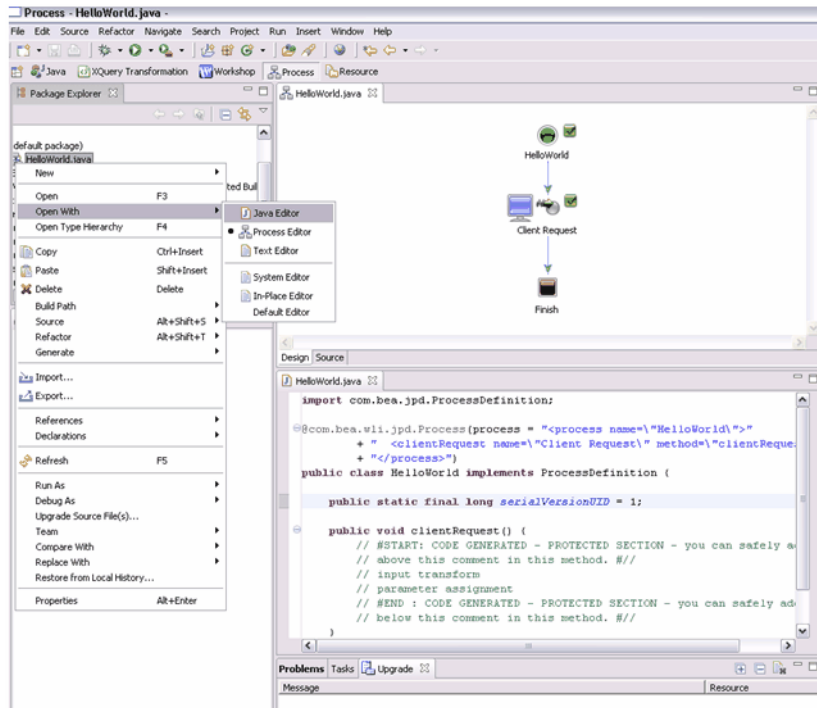 Process - HelloWorld.java -
File Edit Source Refactor Navigate Search Project Run Insert Window Help
Java XQuery Transformation Workshop Process Resource
Package Explorer
default package)
HelloWorld.java
New
ted Buil
Open F3
Open With
Open Type Hierarchy F4
Copy Ctrl+Insert
Paste Shift+Insert
Delete Delete
Build Path
Source Alt+Shift+S
Refactor Alt+Shift+T
Generate
Import...
Export...
References
Declarations
Refresh F5
Run As
Debug As
Upgrade Source File(s)...
Team
Compare With
Replace With
Restore from Local History...
Properties Alt+Enter
Java Editor
Process Editor
Text Editor
System Editor
In-Place Editor
Default Editor
HelloWorld.java
HelloWorld
Client Request
Finish
Design Source
HelloWorld.java
import com.bea.jpd.ProcessDefinition;
@com.bea.wli.jpd.Process(process = "<process name=\"HelloWorld\">"
+ " <clientRequest name=\"Client Request\" method=\"clientReque
+ "</process>")
public class HelloWorld implements ProcessDefinition {
public static final long serialVersionUID = 1;
public void clientRequest() {
// #START: CODE GENERATED - PROTECTED SECTION - you can safely a
// above this comment in this method. #//
// input transform
// parameter assignment
// #END : CODE GENERATED - PROTECTED SECTION - you can safely ad
// below this comment in this method. #//
}
Problems Tasks Upgrade
Message Resource